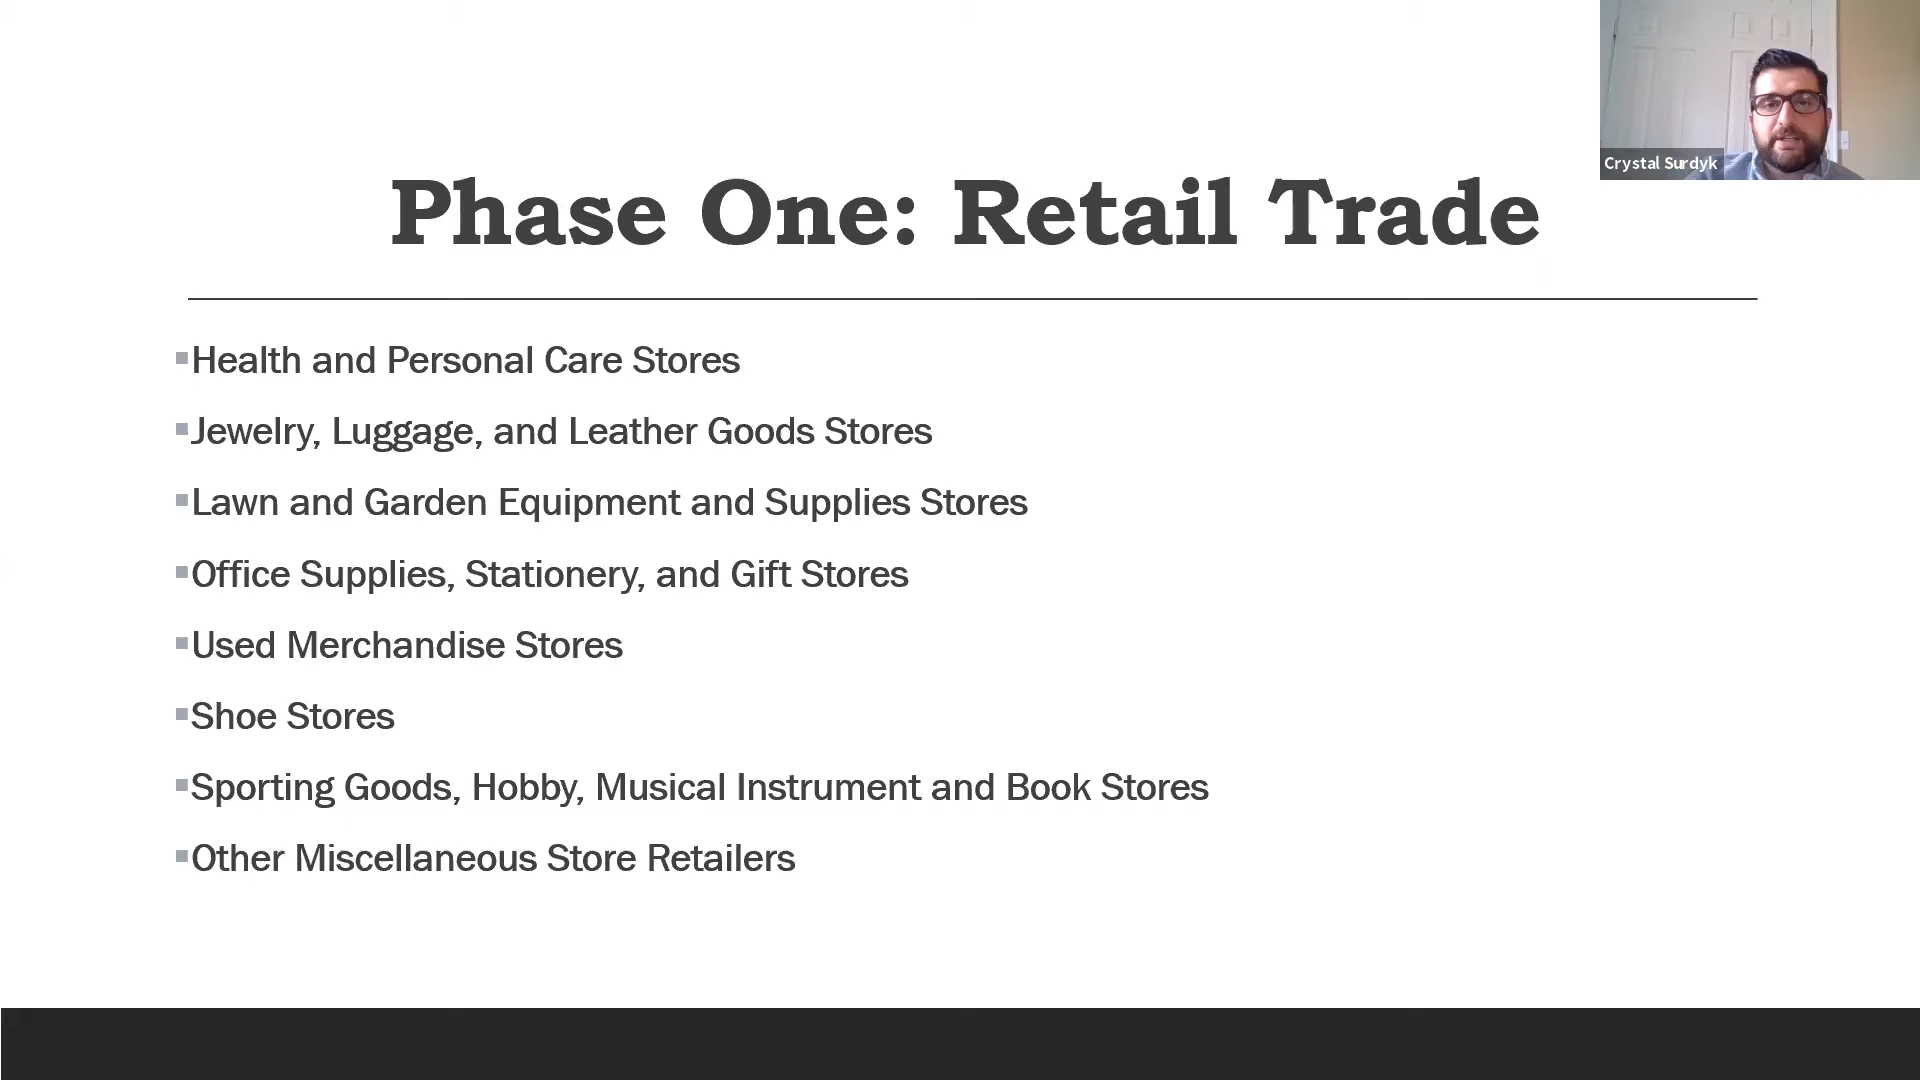 Crystal Surdyk
Phase One: Retail Trade
▪Health and Personal Care Stores
▪Jewelry, Luggage, and Leather Goods Stores
▪Lawn and Garden Equipment and Supplies Stores
▪Office Supplies, Stationery, and Gift Stores
▪Used Merchandise Stores
▪Shoe Stores
▪Sporting Goods, Hobby, Musical Instrument and Book Stores
▪Other Miscellaneous Store Retailers